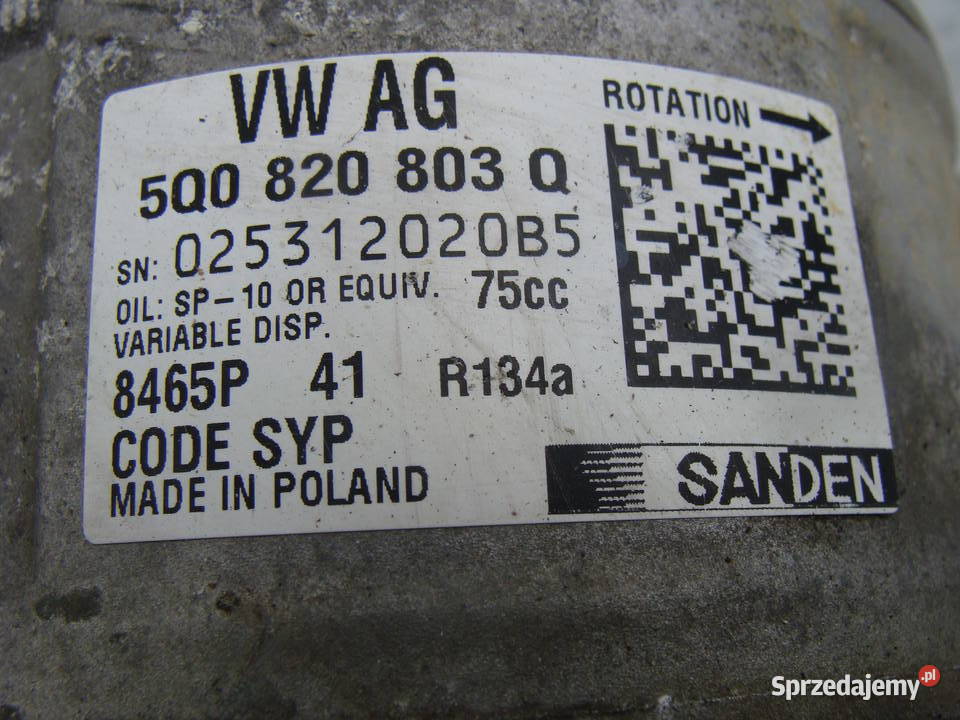 VW AG
ROTATION
5Q0 820 803 Q
SN: 025312020B5
OIL: SP-10 OR EQUIV. 75cc
VARIABLE DISP.
8465P 41 R134a
CODE SYP
MADE IN POLAND
SANDEN
Sprzedajemy.pl